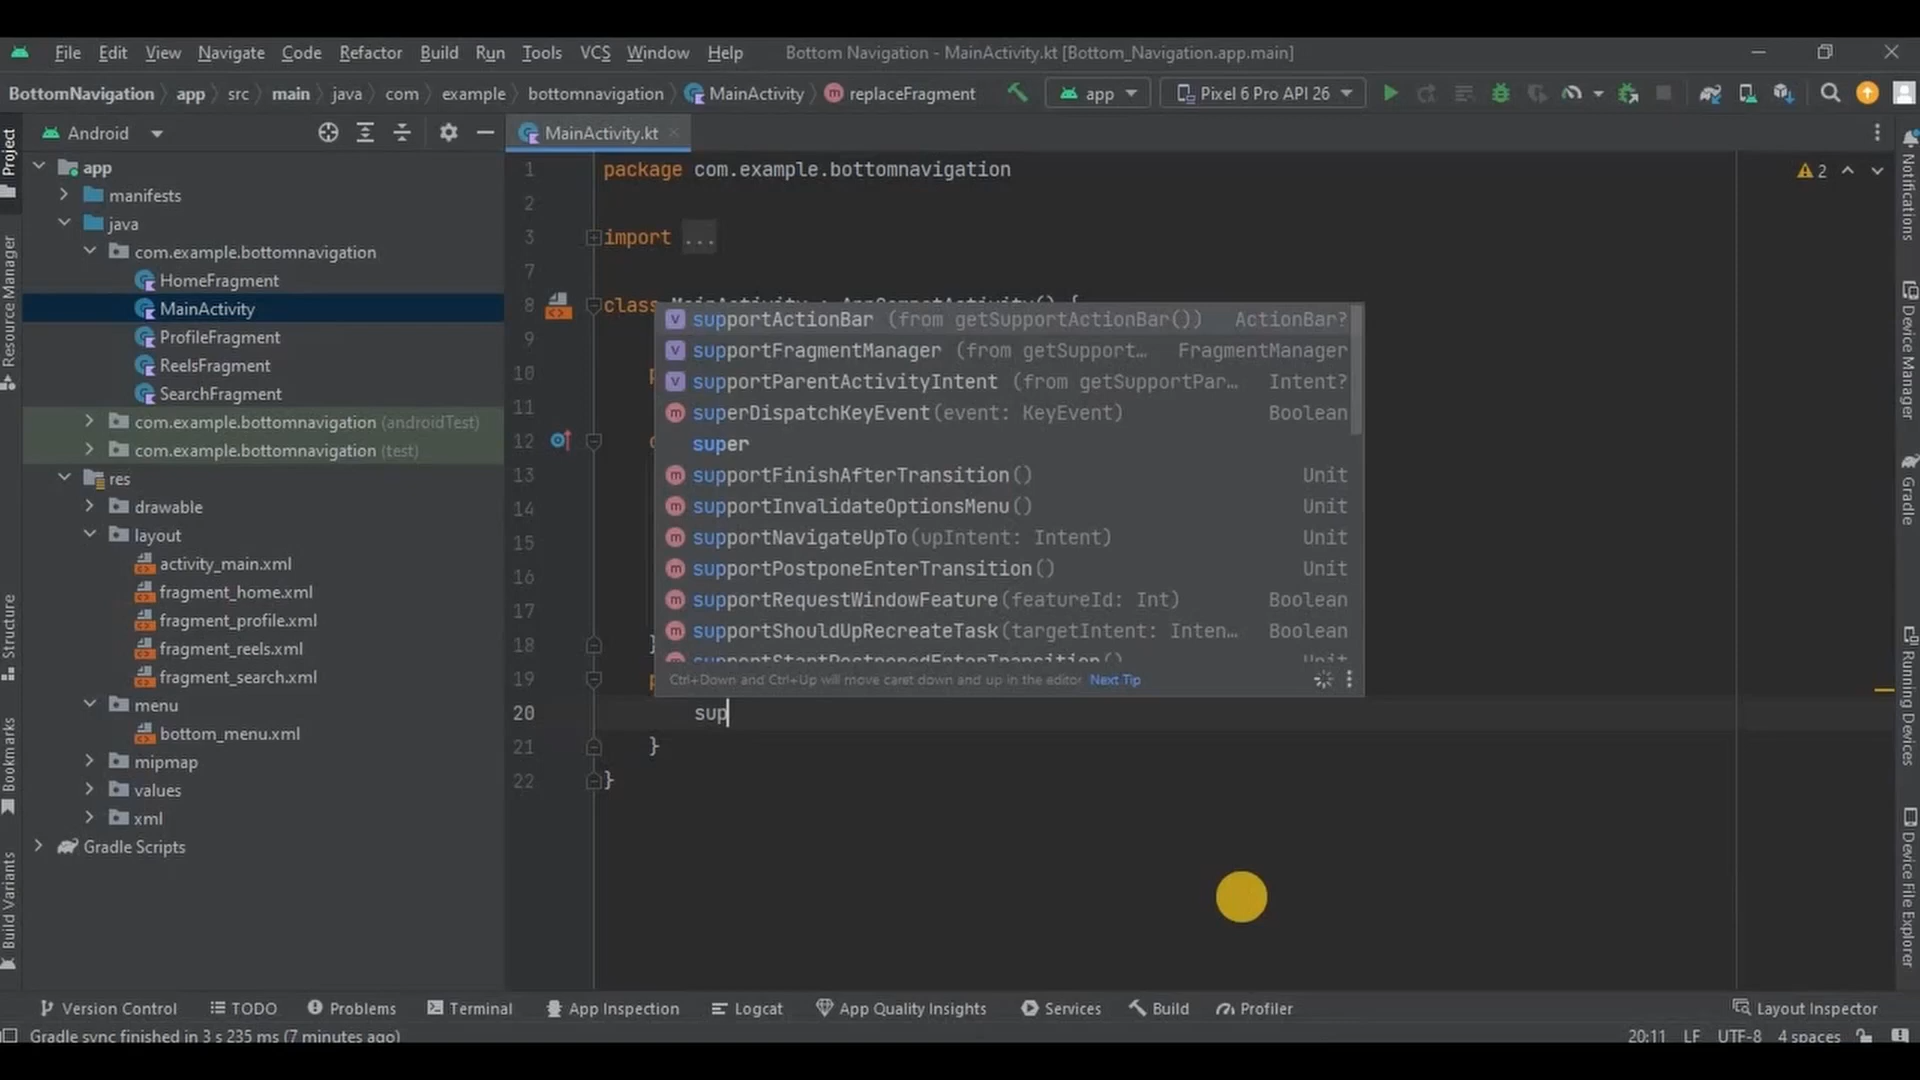 File Edit View Navigate Code Refactor Build Run Tools VCS Window Help Bottom Navigation - MainActivity.kt [Bottom_Navigation.app.main]
BottomNavigation app src main java com example bottomnavigation MainActivity replaceFragment app Pixel 6 Pro API 26
Project
Resource Manager
Structure
Bookmarks
Build Variants
Android
app
manifests
java
com.example.bottomnavigation
HomeFragment
MainActivity
ProfileFragment
ReelsFragment
SearchFragment
com.example.bottomnavigation (androidTest)
com.example.bottomnavigation (test)
res
drawable
layout
activity_main.xml
fragment_home.xml
fragment_profile.xml
fragment_reels.xml
fragment_search.xml
menu
bottom_menu.xml
mipmap
values
xml
Gradle Scripts
MainActivity.kt
1 package com.example.bottomnavigation
2
3 import ...
7
8 class MainActivity : AppCompatActivity() {
9
10
11
12
13
14
15
16
17
18 }
19
20 sup
21 }
22 }
2
supportActionBar (from getSupportActionBar()) ActionBar?
supportFragmentManager (from getSupport... FragmentManager
supportParentActivityIntent (from getSupportPar... Intent?
superDispatchKeyEvent(event: KeyEvent) Boolean
super
supportFinishAfterTransition() Unit
supportInvalidateOptionsMenu() Unit
supportNavigateUpTo(upIntent: Intent) Unit
supportPostponeEnterTransition() Unit
supportRequestWindowFeature(featureId: Int) Boolean
supportShouldUpRecreateTask(targetIntent: Inten... Boolean
supportStartPostponedEnterTransition() Unit
Ctrl+Down and Ctrl+Up will move caret down and up in the editor Next Tip
Notifications
Device Manager
Gradle
Running Devices
Device File Explorer
Version Control TODO Problems Terminal App Inspection Logcat App Quality Insights Services Build Profiler Layout Inspector
Gradle sync finished in 3 s 235 ms (7 minutes ago) 20:11 LF UTF-8 4 spaces